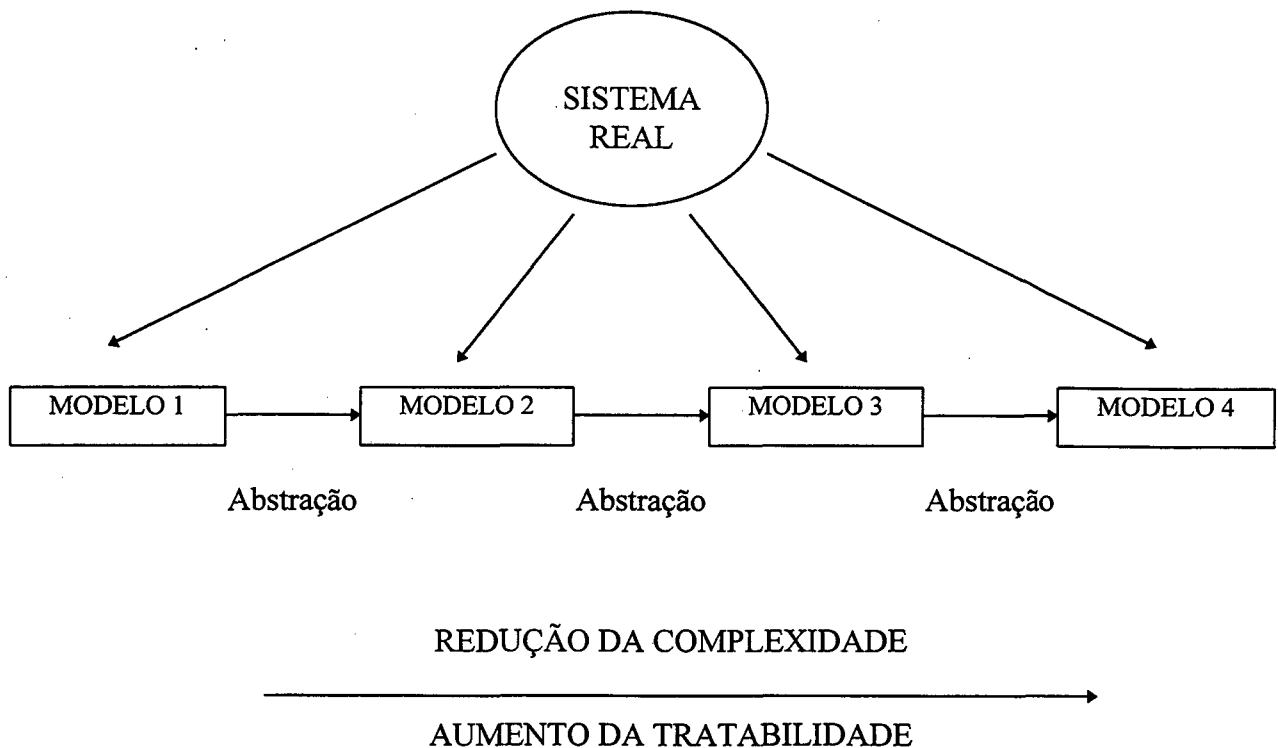 SISTEMA
REAL
MODELO 1
MODELO 2
MODELO 3
MODELO 4
Abstração
Abstração
Abstração
REDUÇÃO DA COMPLEXIDADE
AUMENTO DA TRATABILIDADE